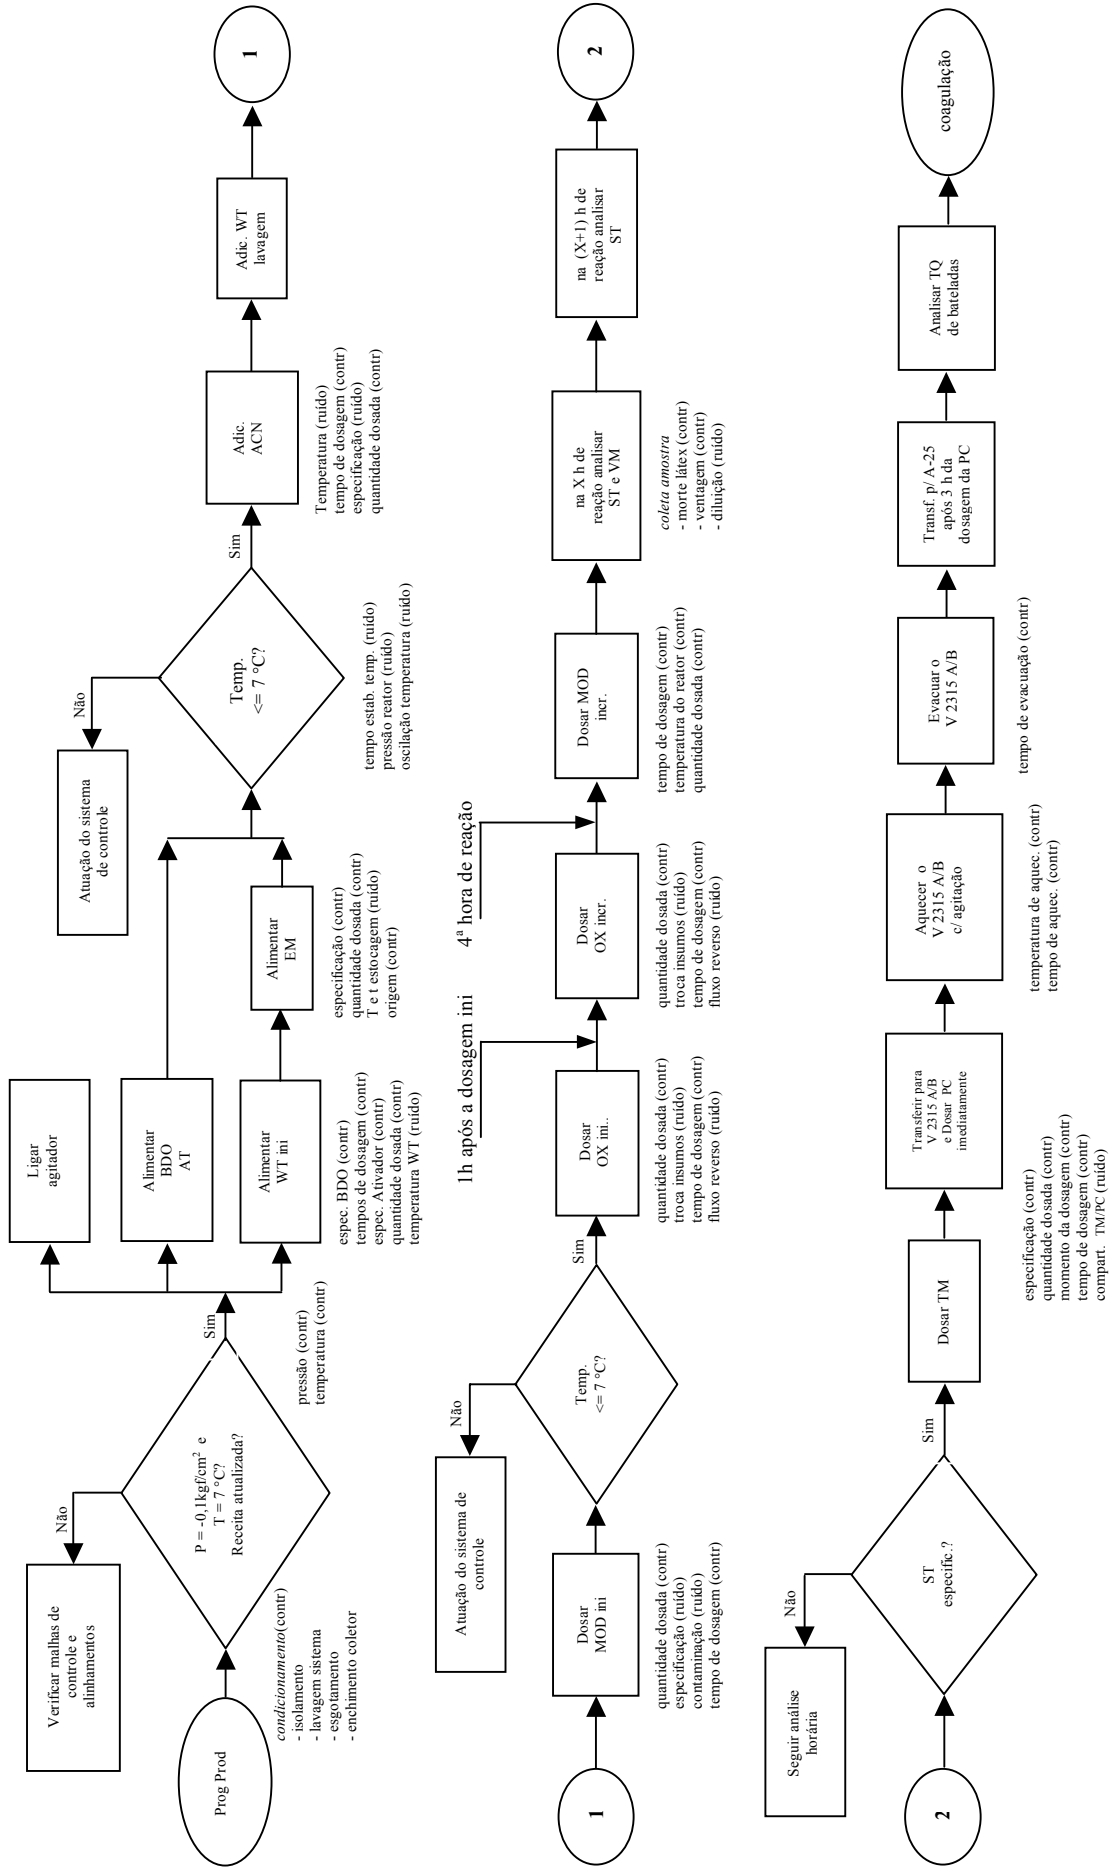 Prog Prod
condicionamento(contr)
- isolamento
- lavagem sistema
- esgotamento
- enchimento coletor
Verificar malhas de
controle e
alinhamentos
Não
P = -0,1kgf/cm² e
T = 7 °C?
Receita atualizada?
Sim
pressão (contr)
temperatura (contr)
Ligar
agitador
Alimentar
BDO
AT
Alimentar
WT ini
espec. BDO (contr)
tempos de dosagem (contr)
espec. Ativador (contr)
quantidade dosada (contr)
temperatura WT (ruído)
Alimentar
EM
especificação (contr)
quantidade dosada (contr)
T e t estocagem (ruído)
origem (contr)
Atuação do sistema
de controle
Não
Temp.
<= 7 °C?
Sim
tempo estab. temp. (ruído)
pressão reator (ruído)
oscilação temperatura (ruído)
Adic.
ACN
Temperatura (ruído)
tempo de dosagem (contr)
especificação (ruído)
quantidade dosada (contr)
Adic. WT
lavagem
1
1
Dosar
MOD ini
quantidade dosada (contr)
especificação (ruído)
contaminação (ruído)
tempo de dosagem (contr)
Atuação do sistema de
controle
Não
Temp.
<= 7 °C?
Sim
Dosar
OX ini..
quantidade dosada (contr)
troca insumos (ruído)
tempo de dosagem (contr)
fluxo reverso (ruído)
1h após a dosagem ini
Dosar
OX incr.
quantidade dosada (contr)
troca insumos (ruído)
tempo de dosagem (contr)
fluxo reverso (ruído)
4ª hora de reação
Dosar MOD
incr.
tempo de dosagem (contr)
temperatura do reator (contr)
quantidade dosada (contr)
na X h de
reação analisar
ST e VM
coleta amostra
- morte látex (contr)
- ventagem (contr)
- diluição (ruído)
na (X+1) h de
reação analisar
ST
2
2
Seguir análise
horária
Não
ST
especific.?
Sim
Dosar TM
especificação (contr)
quantidade dosada (contr)
momento da dosagem (contr)
tempo de dosagem (contr)
compart. TM/PC (ruído)
Transferir para
V 2315 A/B
e Dosar PC
imediatamente
Aquecer o
V 2315 A/B
c/ agitação
temperatura de aquec. (contr)
tempo de aquec. (contr)
Evacuar o
V 2315 A/B
tempo de evacuação (contr)
Transf. p/ A-25
após 3 h da
dosagem da PC
Analisar TQ
de bateladas
coagulação